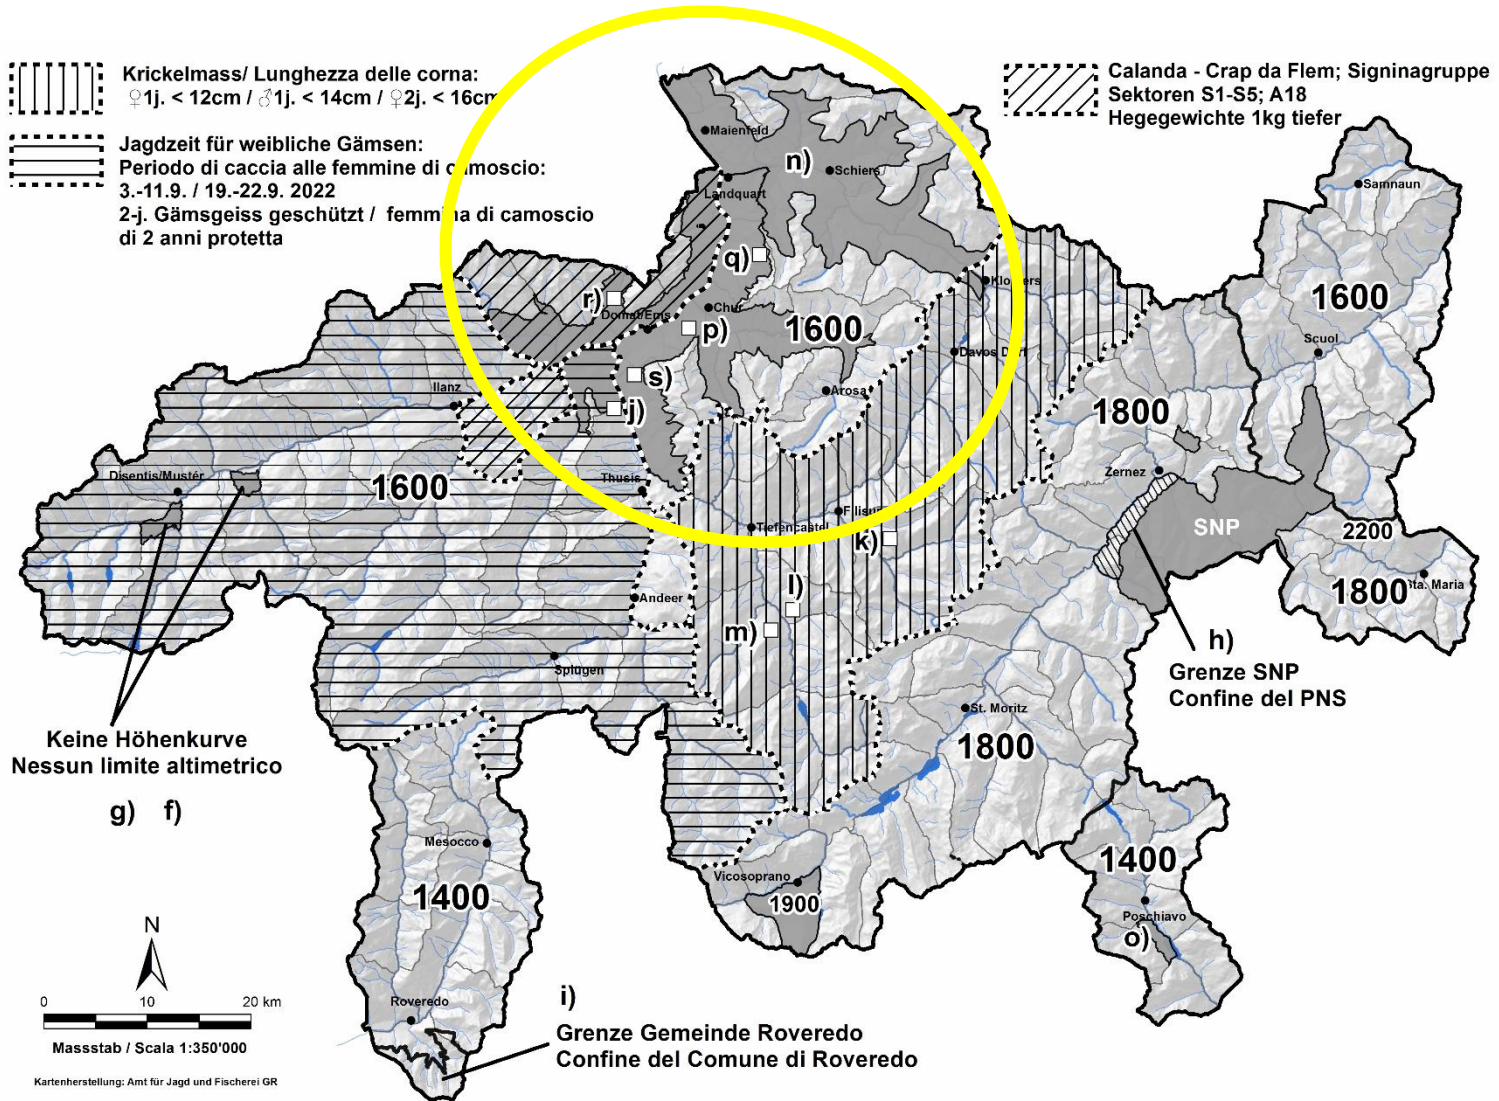 Krickelmass/ Lunghezza delle corna:
♀1j. < 12cm / ♂1j. < 14cm / ♀2j. < 16cm
Jagdzeit für weibliche Gämsen:
Periodo di caccia alle femmine di camoscio:
3.-11.9. / 19.-22.9. 2022
2-j. Gämsgeiss geschützt / femmina di camoscio
di 2 anni protetta
Calanda - Crap da Flem; Signinagruppe
Sektoren S1-S5; A18
Hegegewichte 1kg tiefer
Maienfeld
n)
Schiers
Landquart
Samnaun
q)
Klosters
r)
Domat/Ems
Chur
p)
1600
1600
Scuol
Davos Dorf
s)
Ilanz
j)
Arosa
1800
Disentis/Mustér
1600
Thusis
Zernez
Tiefencastel
Filisur
k)
SNP
2200
Andeer
l)
m)
1800
Sta. Maria
h)
Grenze SNP
Confine del PNS
Splügen
St. Moritz
1800
Keine Höhenkurve
Nessun limite altimetrico
g) f)
Mesocco
1400
Vicosoprano
1900
1400
Poschiavo
o)
N
0 10 20 km
Massstab / Scala 1:350'000
Kartenherstellung: Amt für Jagd und Fischerei GR
Roveredo
i)
Grenze Gemeinde Roveredo
Confine del Comune di Roveredo